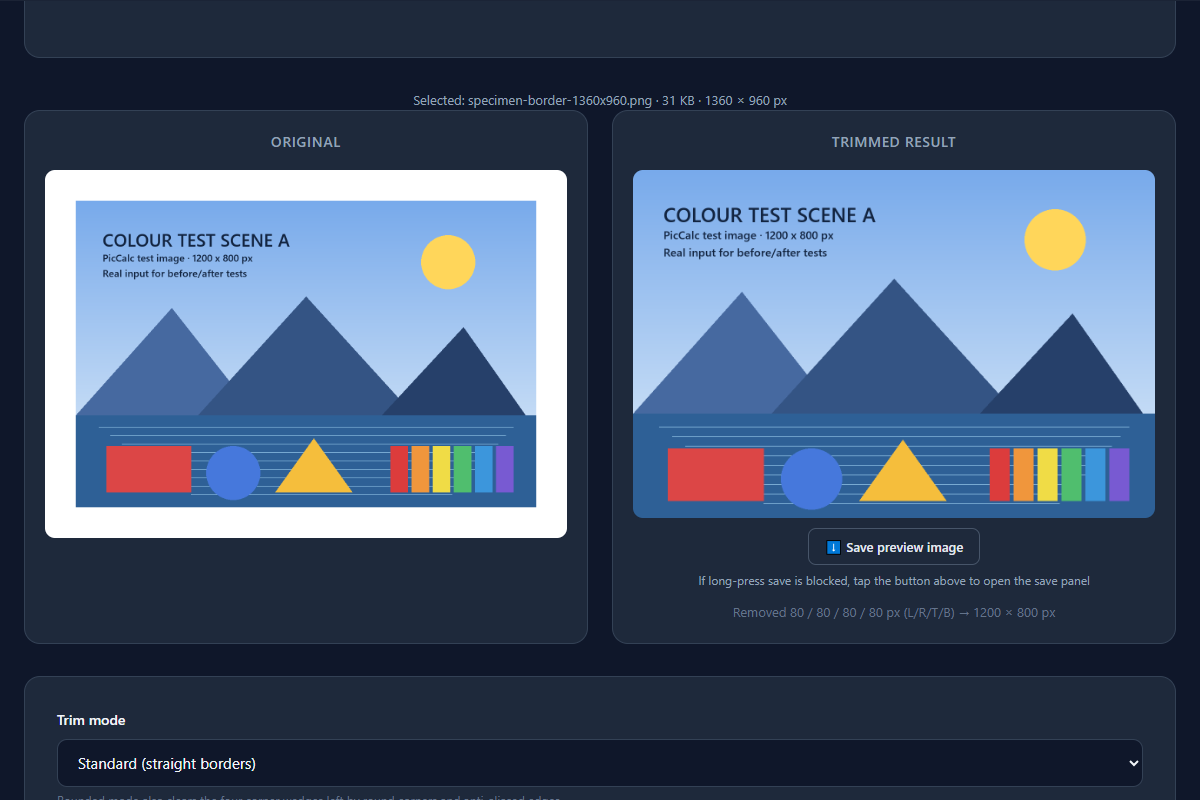 Selected: specimen-border-1360x960.png · 31 KB · 1360 × 960 px
ORIGINAL
COLOUR TEST SCENE A
PicCalc test image · 1200 x 800 px
Real input for before/after tests
TRIMMED RESULT
COLOUR TEST SCENE A
PicCalc test image · 1200 x 800 px
Real input for before/after tests
Save preview image
If long-press save is blocked, tap the button above to open the save panel
Removed 80 / 80 / 80 / 80 px (L/R/T/B) → 1200 × 800 px
Trim mode
Standard (straight borders)